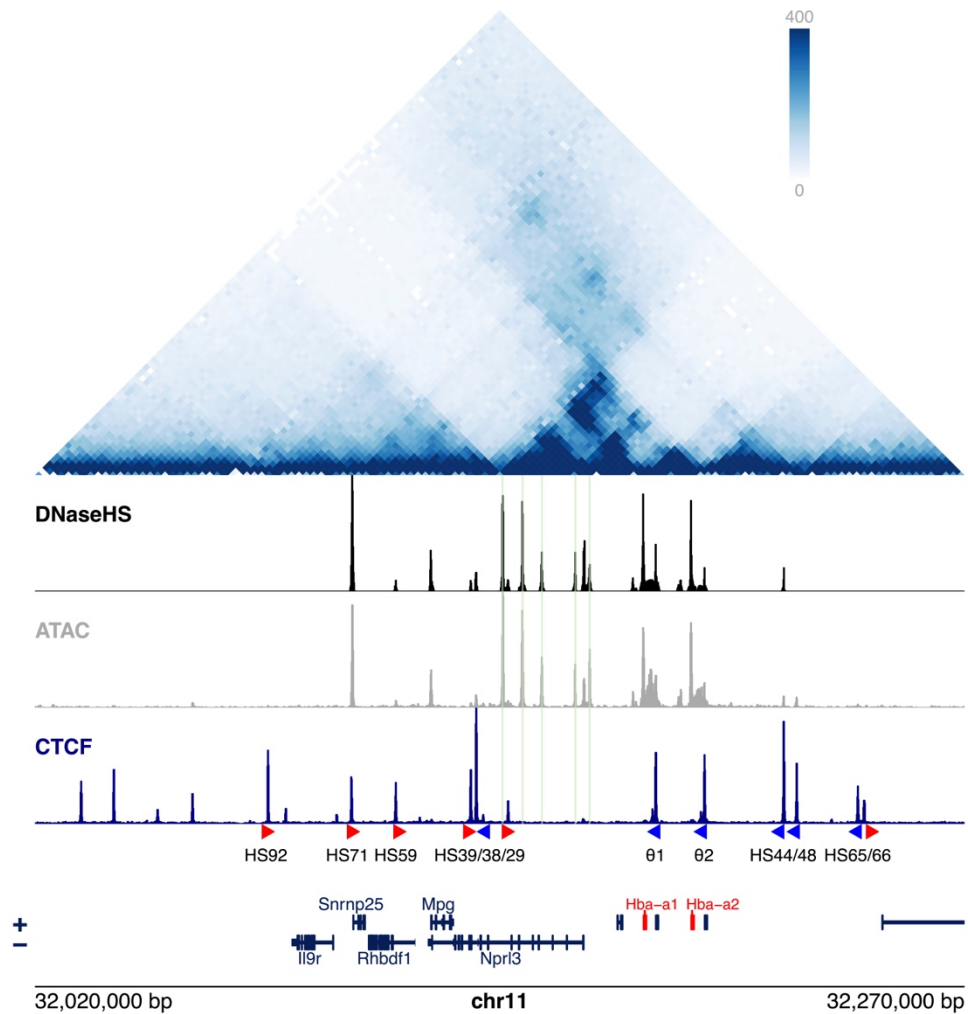 400
0
DNaseHS
ATAC
CTCF
HS92 HS71 HS59 HS39/38/29 θ1 θ2 HS44/48 HS65/66
Snrnp25 Mpg Hba-a1 Hba-a2
+
−
Il9r Rhbdf1 Nprl3
32,020,000 bp chr11 32,270,000 bp